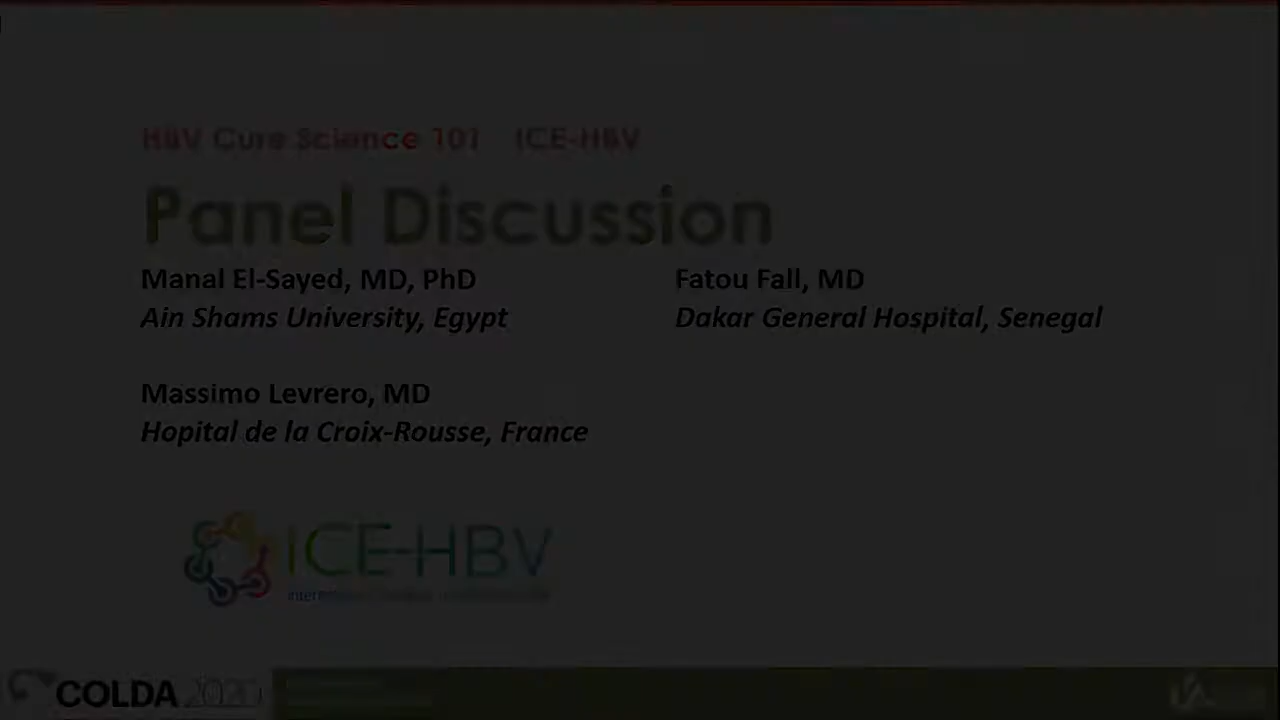 HBV Cure Science 101 ICE-HBV
Panel Discussion
Manal El-Sayed, MD, PhD
Ain Shams University, Egypt
Fatou Fall, MD
Dakar General Hospital, Senegal
Massimo Levrero, MD
Hopital de la Croix-Rousse, France
ICE-HBV
COLDA 2020